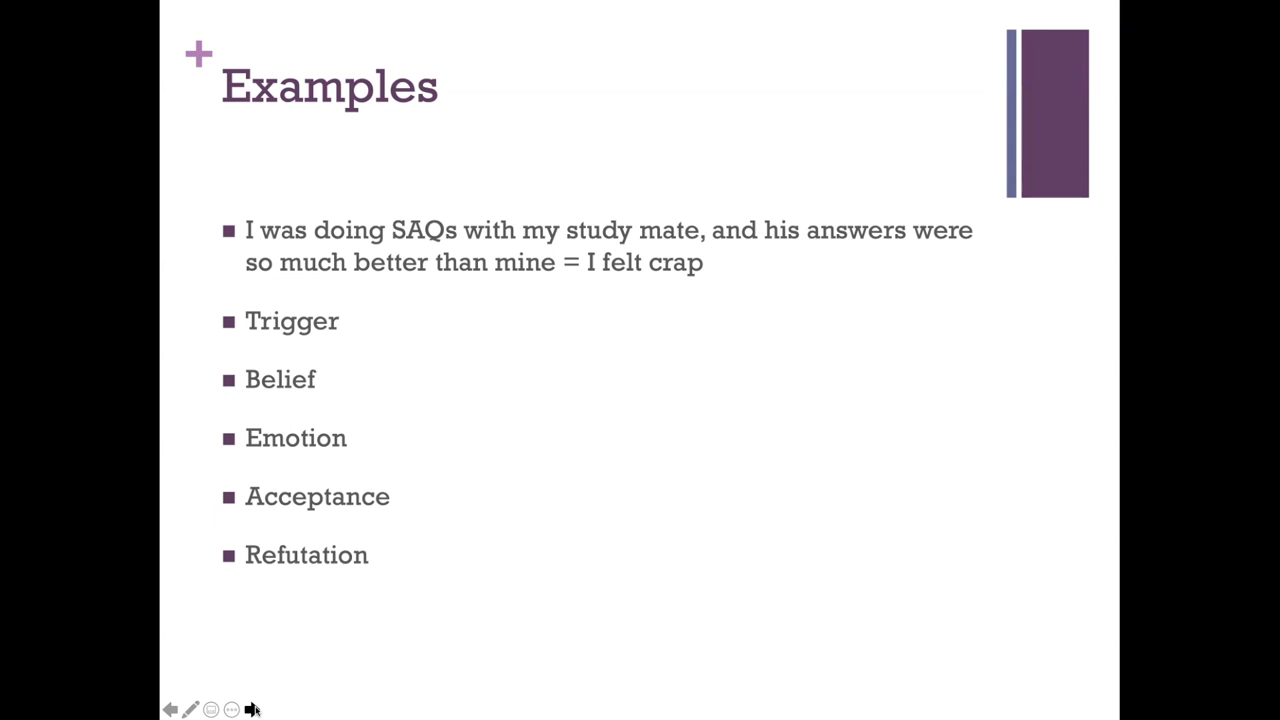 +
Examples
I was doing SAQs with my study mate, and his answers were
so much better than mine = I felt crap
Trigger
Belief
Emotion
Acceptance
Refutation